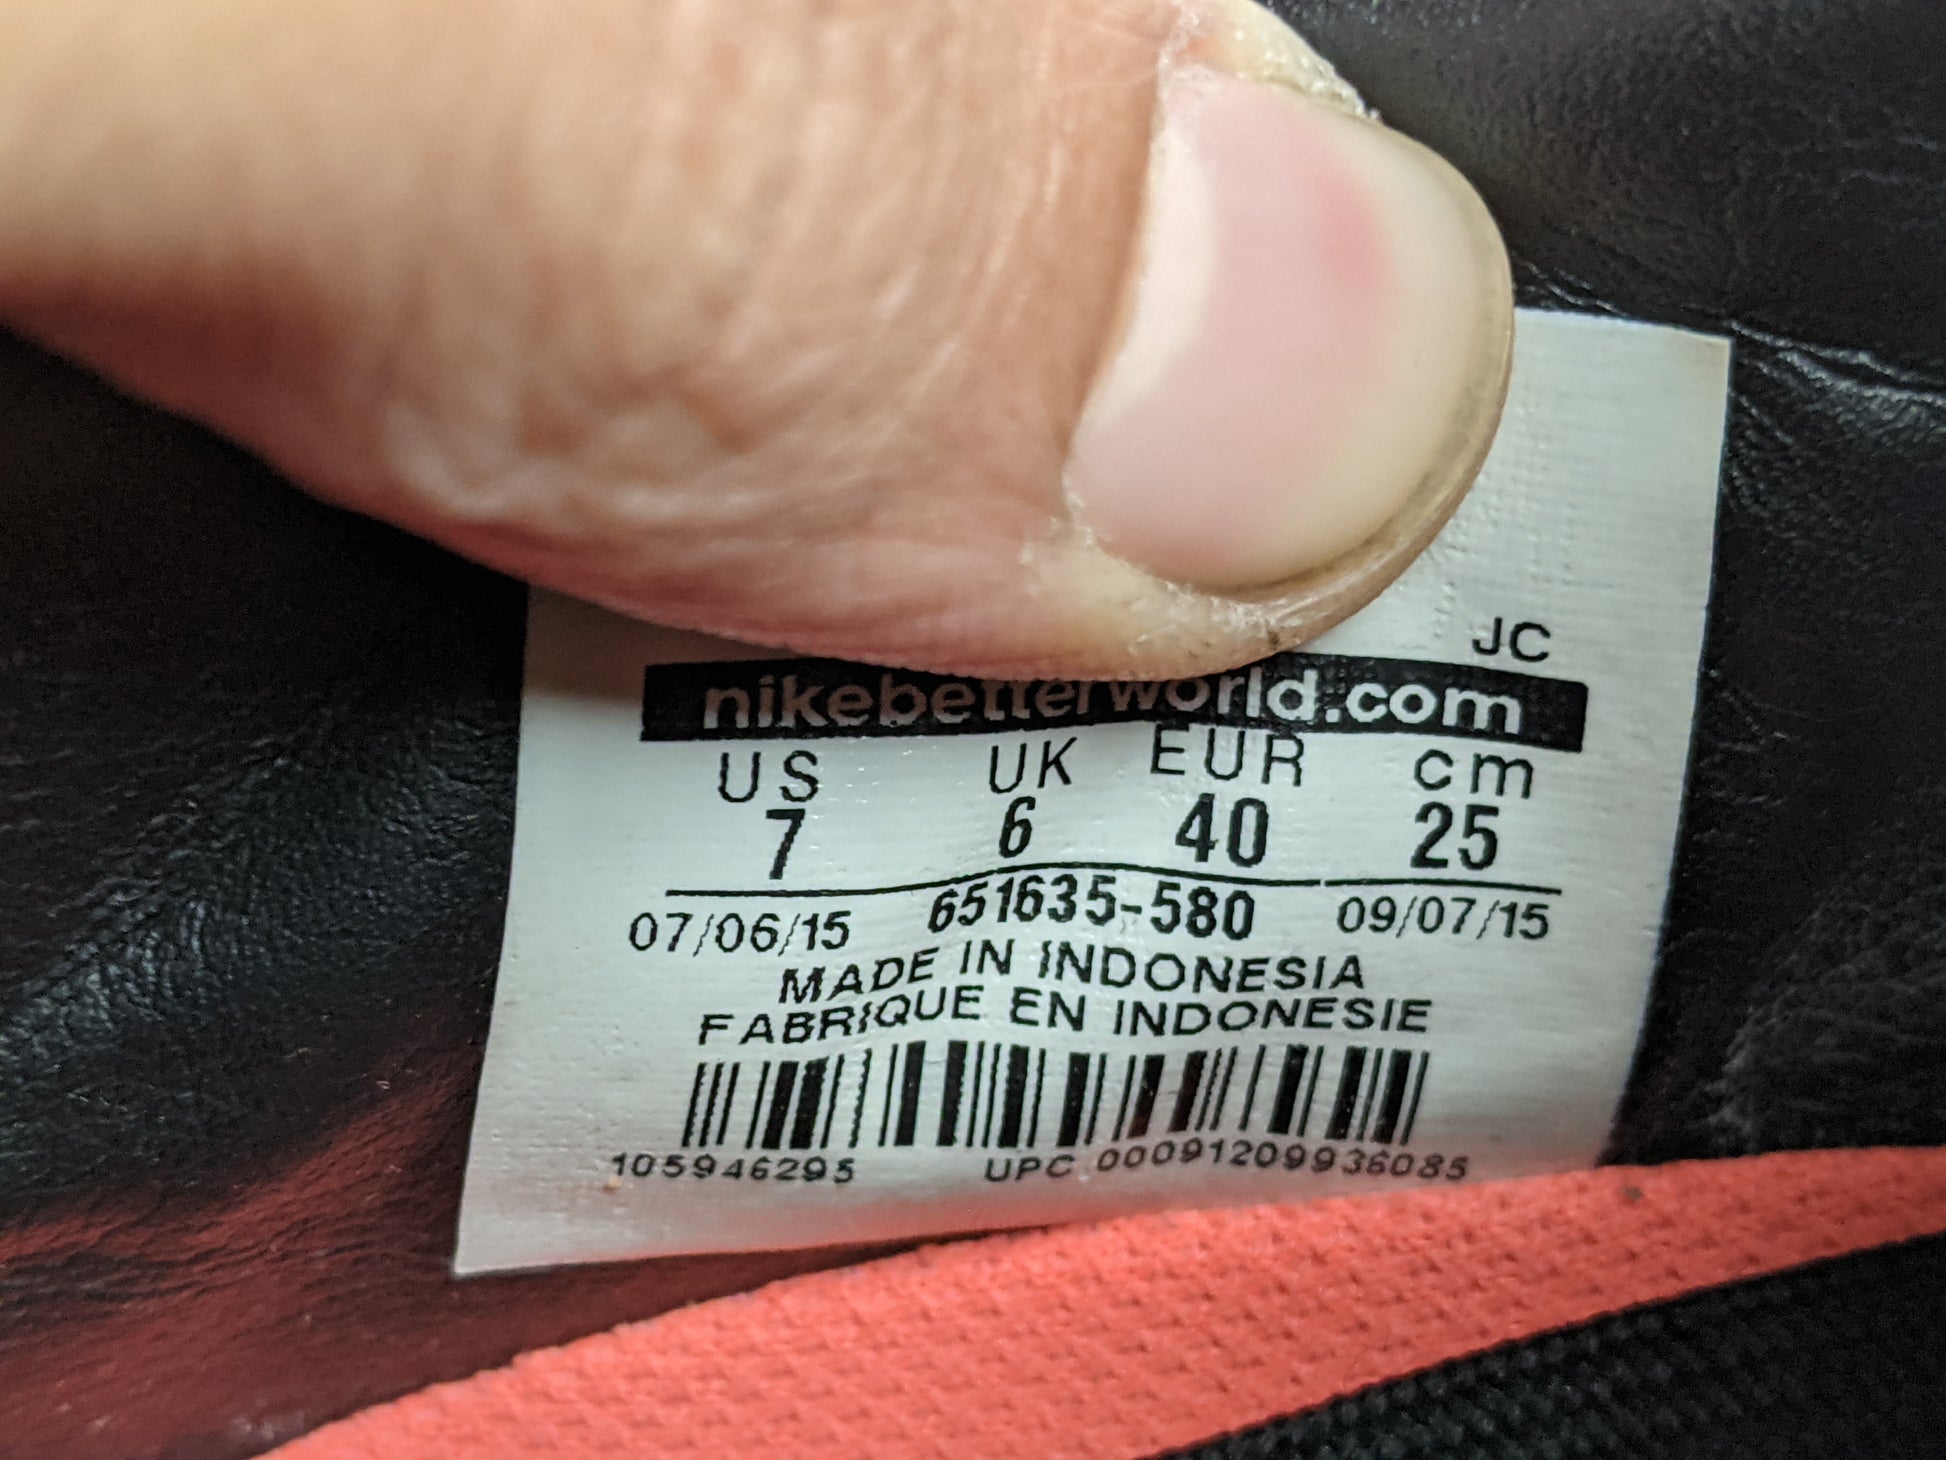 JC
nikebetterworld.com
US UK EUR cm
7 6 40 25
07/06/15 651635-580 09/07/15
MADE IN INDONESIA
FABRIQUE EN INDONESIE
105946295 UPC 00091209936085